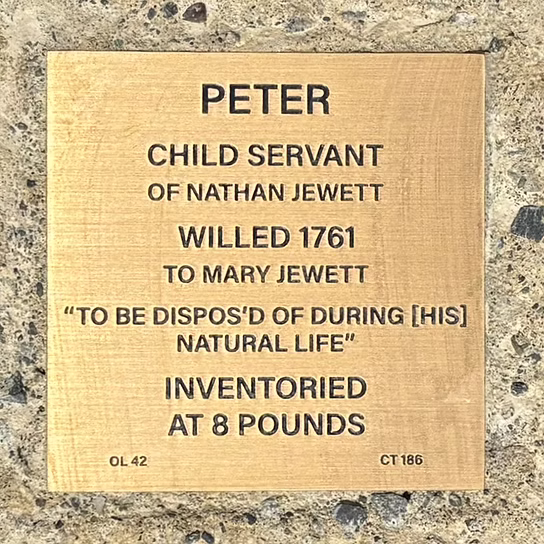 PETER
CHILD SERVANT
OF NATHAN JEWETT
WILLED 1761
TO MARY JEWETT
“TO BE DISPOS’D OF DURING [HIS]
NATURAL LIFE”
INVENTORIED
AT 8 POUNDS
OL 42 CT 186